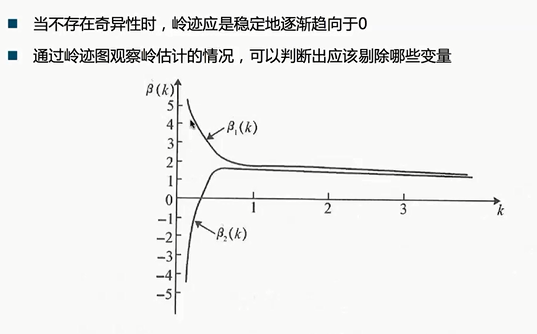 当不存在奇异性时，岭迹应是稳定地逐渐趋向于0
通过岭迹图观察岭估计的情况，可以判断出应该剔除哪些变量
β(k)
5
4
β₁(k)
3
2
1
0
1
2
3
k
-1
-2
β₂(k)
-3
-4
-5